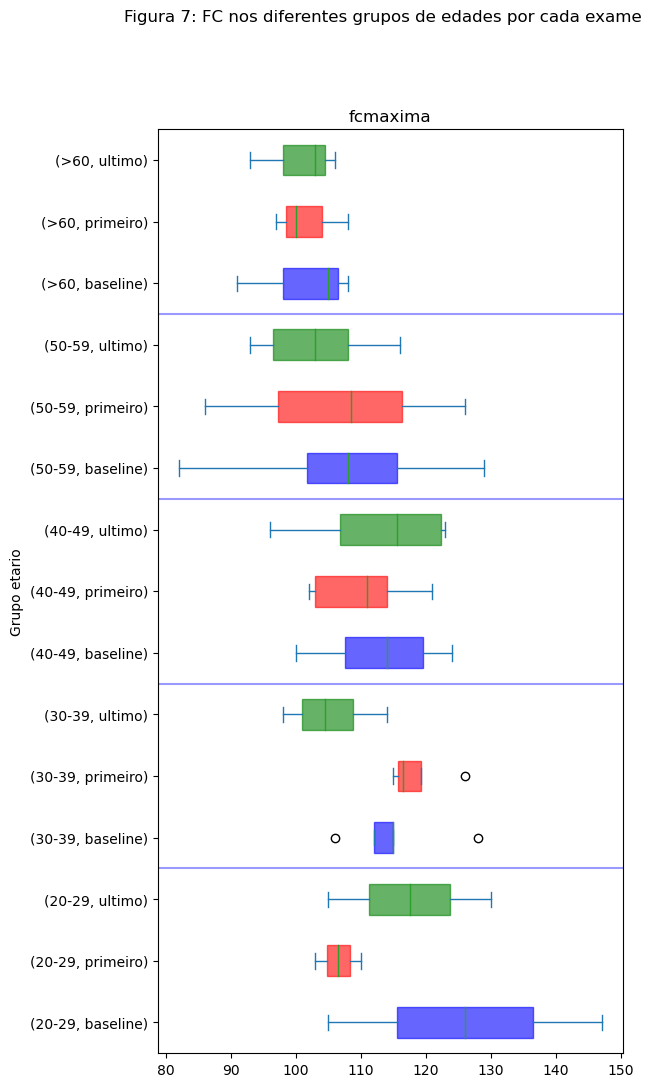 Figura 7: FC nos diferentes grupos de edades por cada exame
fcmaxima
(>60, ultimo)
(>60, primeiro)
(>60, baseline)
(50-59, ultimo)
(50-59, primeiro)
(50-59, baseline)
(40-49, ultimo)
(40-49, primeiro)
(40-49, baseline)
(30-39, ultimo)
(30-39, primeiro)
(30-39, baseline)
(20-29, ultimo)
(20-29, primeiro)
(20-29, baseline)
Grupo etario
80 90 100 110 120 130 140 150